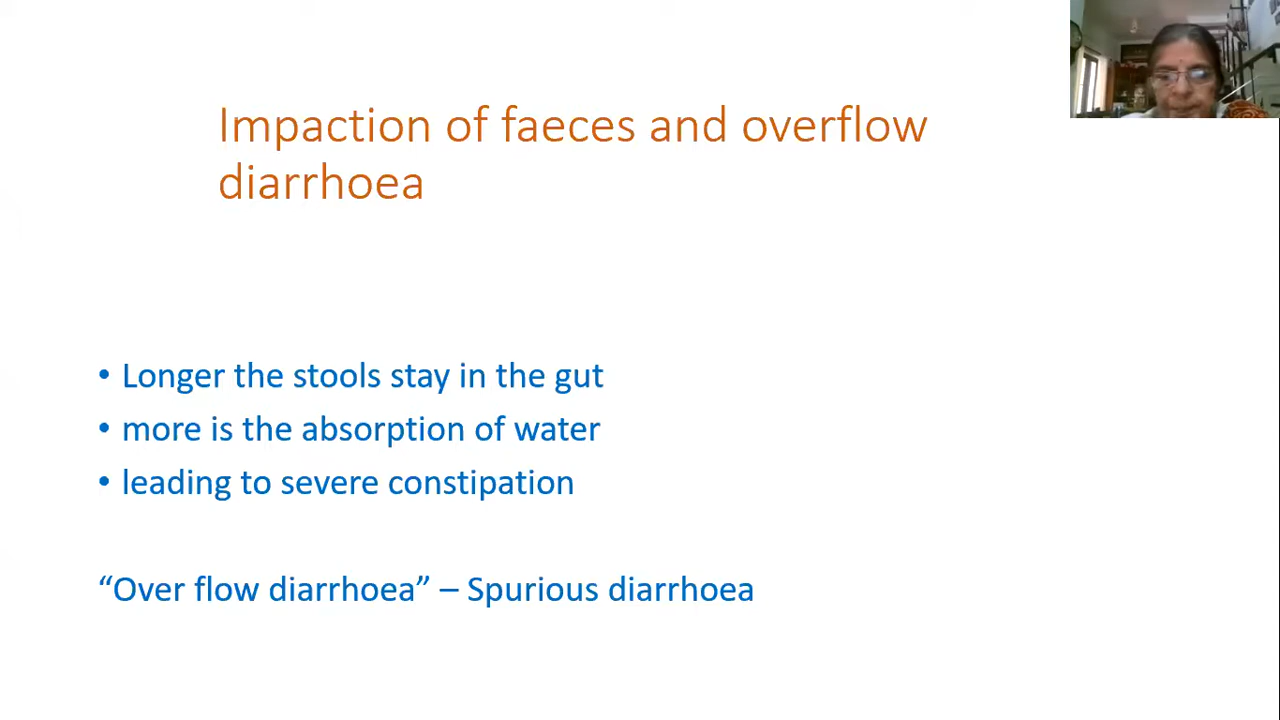 Impaction of faeces and overflow
diarrhoea
• Longer the stools stay in the gut
• more is the absorption of water
• leading to severe constipation
“Over flow diarrhoea” – Spurious diarrhoea